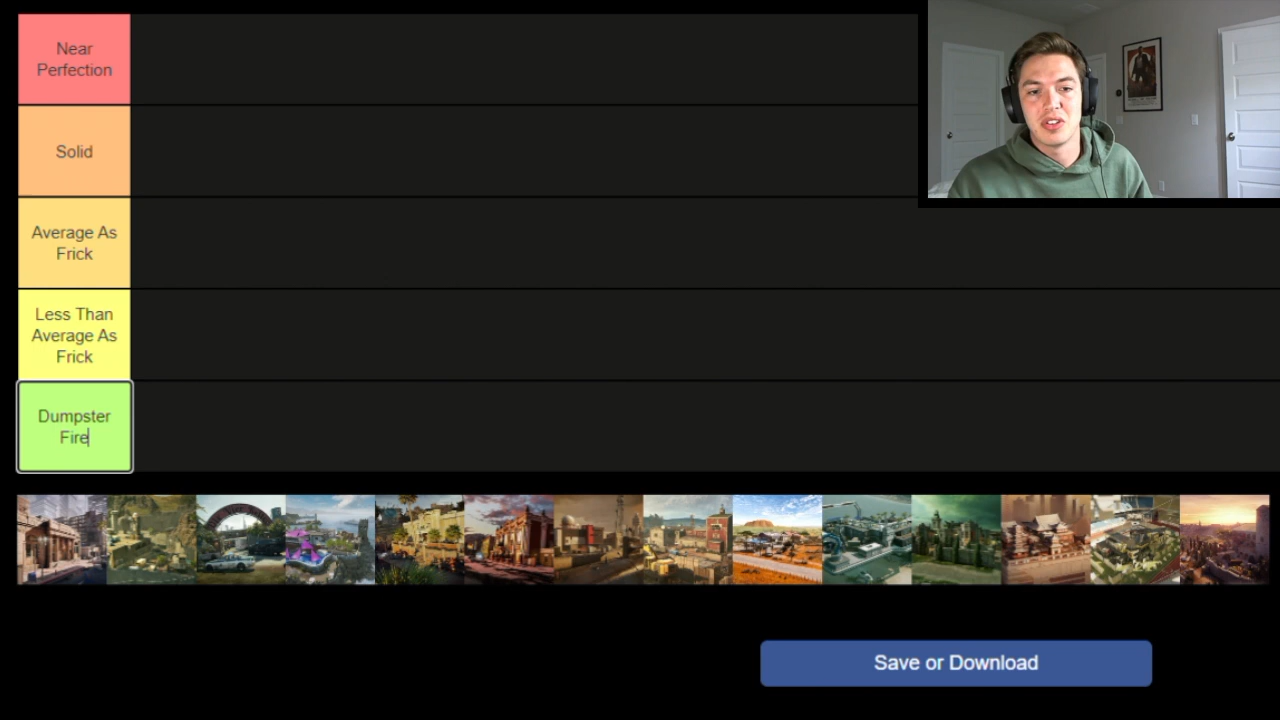 Near
Perfection
Solid
Average As
Frick
Less Than
Average As
Frick
Dumpster
Fire
Save or Download